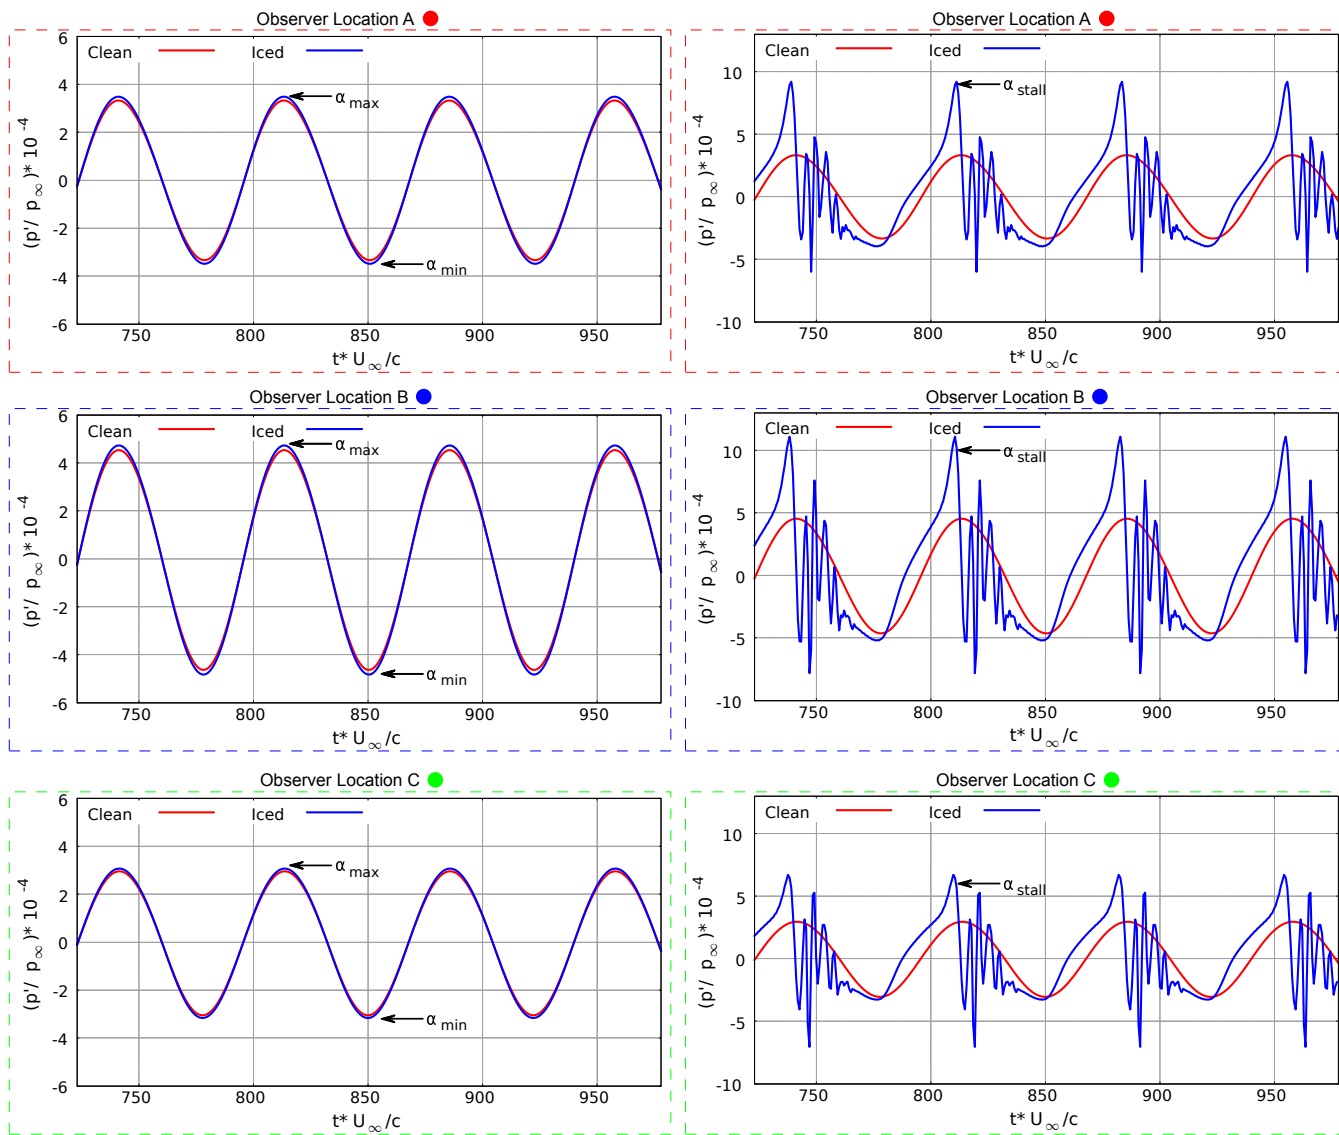 Observer Location A
Clean
Iced
6
4
2
0
-2
-4
-6
(p'/ p∞)* 10 -4
α max
α min
750
800
850
900
950
t* U∞/c
Observer Location A
Clean
Iced
10
5
0
-5
-10
(p'/ p∞)* 10 -4
α stall
750
800
850
900
950
t* U∞/c
Observer Location B
Clean
Iced
6
4
2
0
-2
-4
-6
(p'/ p∞)* 10 -4
α max
α min
750
800
850
900
950
t* U∞/c
Observer Location B
Clean
Iced
10
5
0
-5
-10
(p'/ p∞)* 10 -4
α stall
750
800
850
900
950
t* U∞/c
Observer Location C
Clean
Iced
6
4
2
0
-2
-4
-6
(p'/ p∞)* 10 -4
α max
α min
750
800
850
900
950
t* U∞/c
Observer Location C
Clean
Iced
10
5
0
-5
-10
(p'/ p∞)* 10 -4
α stall
750
800
850
900
950
t* U∞/c